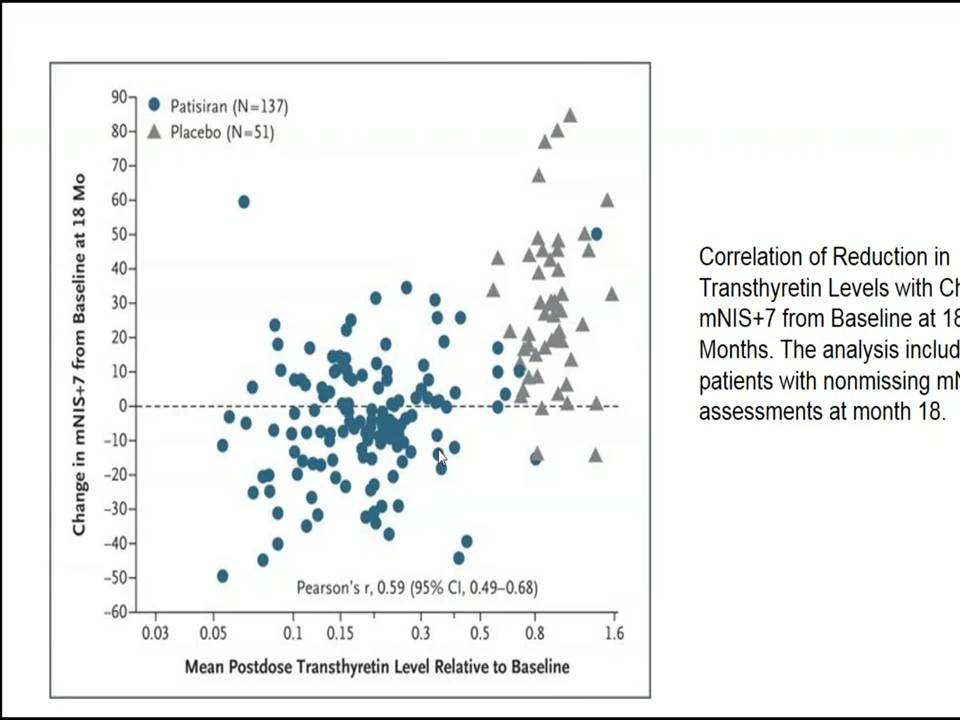 90
Patisiran (N=137)
80
Placebo (N=51)
70
60
50
40
30
20
10
0
-10
-20
-30
-40
-50
-60
Change in mNIS+7 from Baseline at 18 Mo
Pearson's r, 0.59 (95% CI, 0.49–0.68)
0.03 0.05 0.1 0.15 0.3 0.5 0.8 1.6
Mean Postdose Transthyretin Level Relative to Baseline
Correlation of Reduction in
Transthyretin Levels with
mNIS+7 from Baseline at
Months. The analysis
patients with nonmissing
assessments at month 18.